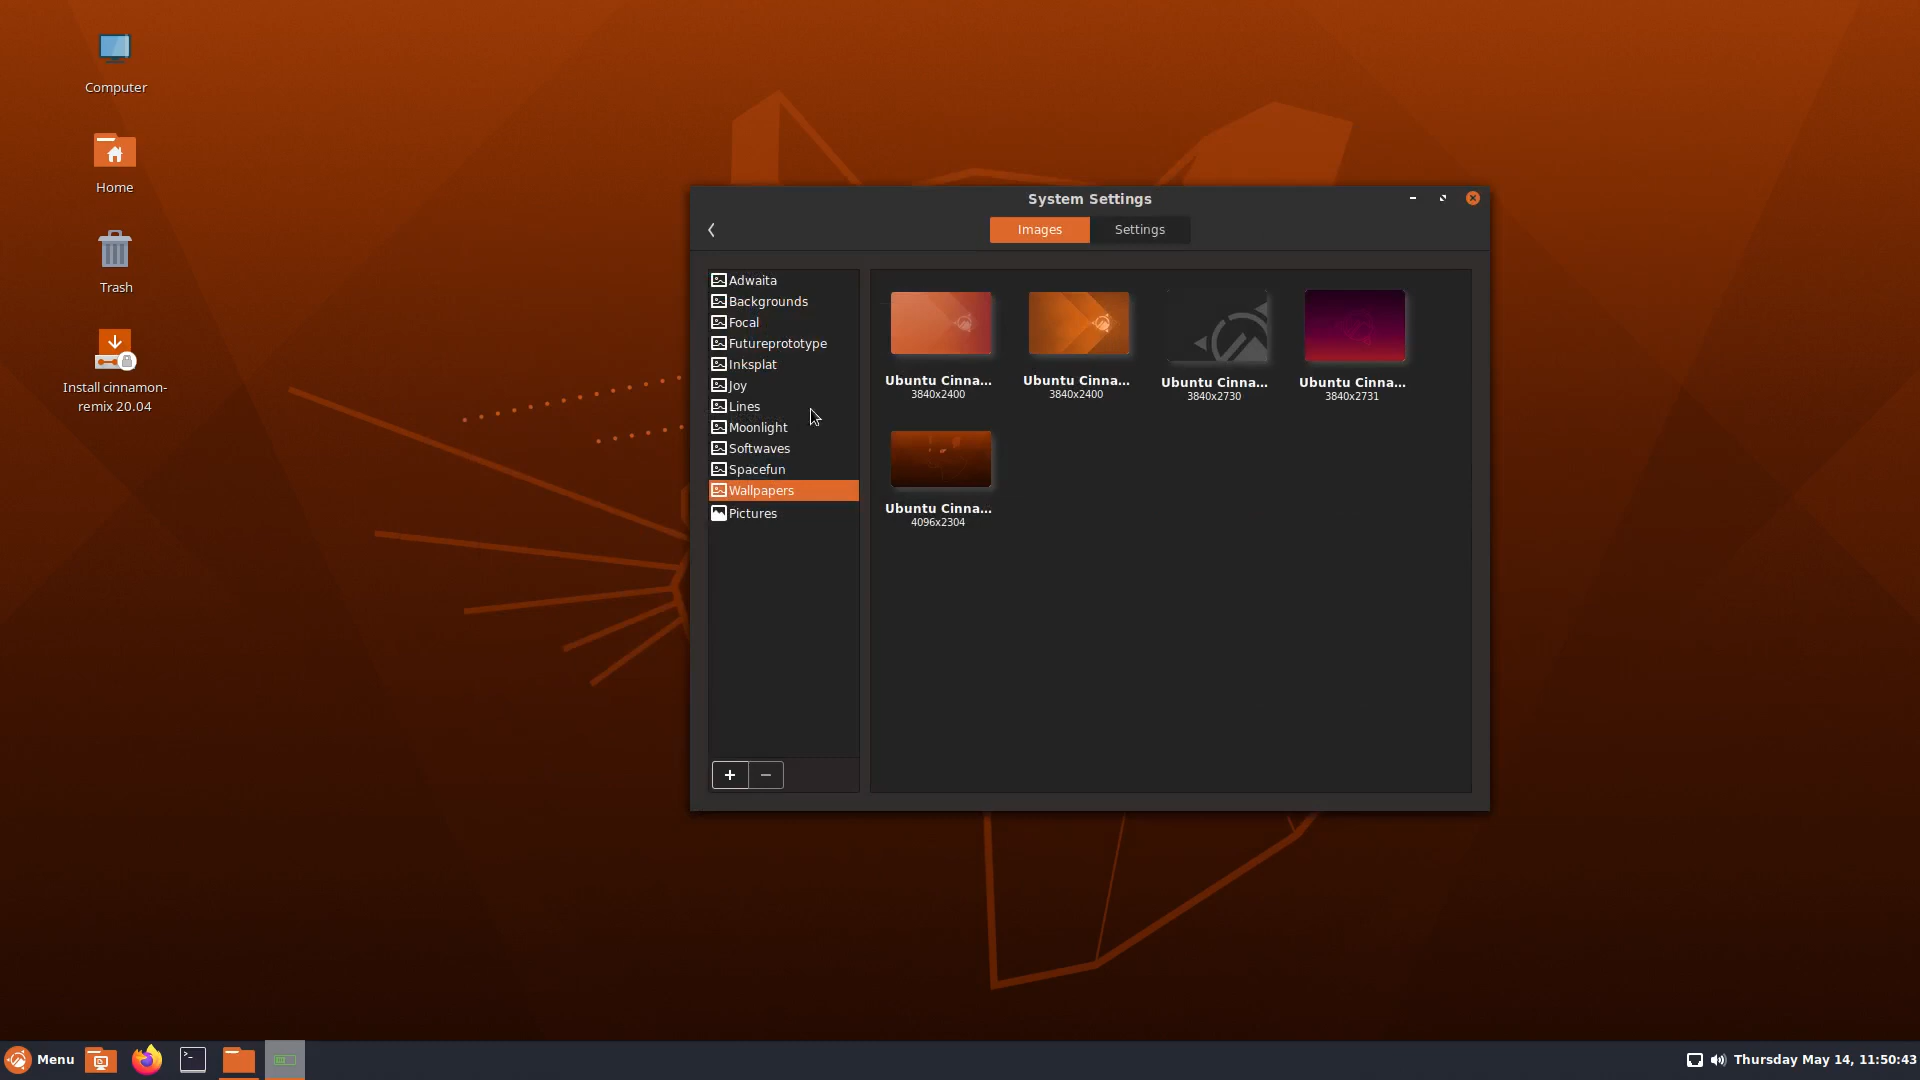 Computer
Home
Trash
Install cinnamon-
remix 20.04
System Settings
Images
Settings
Adwaita
Backgrounds
Focal
Futureprototype
Inksplat
Joy
Lines
Moonlight
Softwaves
Spacefun
Wallpapers
Pictures
Ubuntu Cinna...
3840x2400
Ubuntu Cinna...
3840x2400
Ubuntu Cinna...
3840x2730
Ubuntu Cinna...
3840x2731
Ubuntu Cinna...
4096x2304
Menu
Thursday May 14, 11:50:43